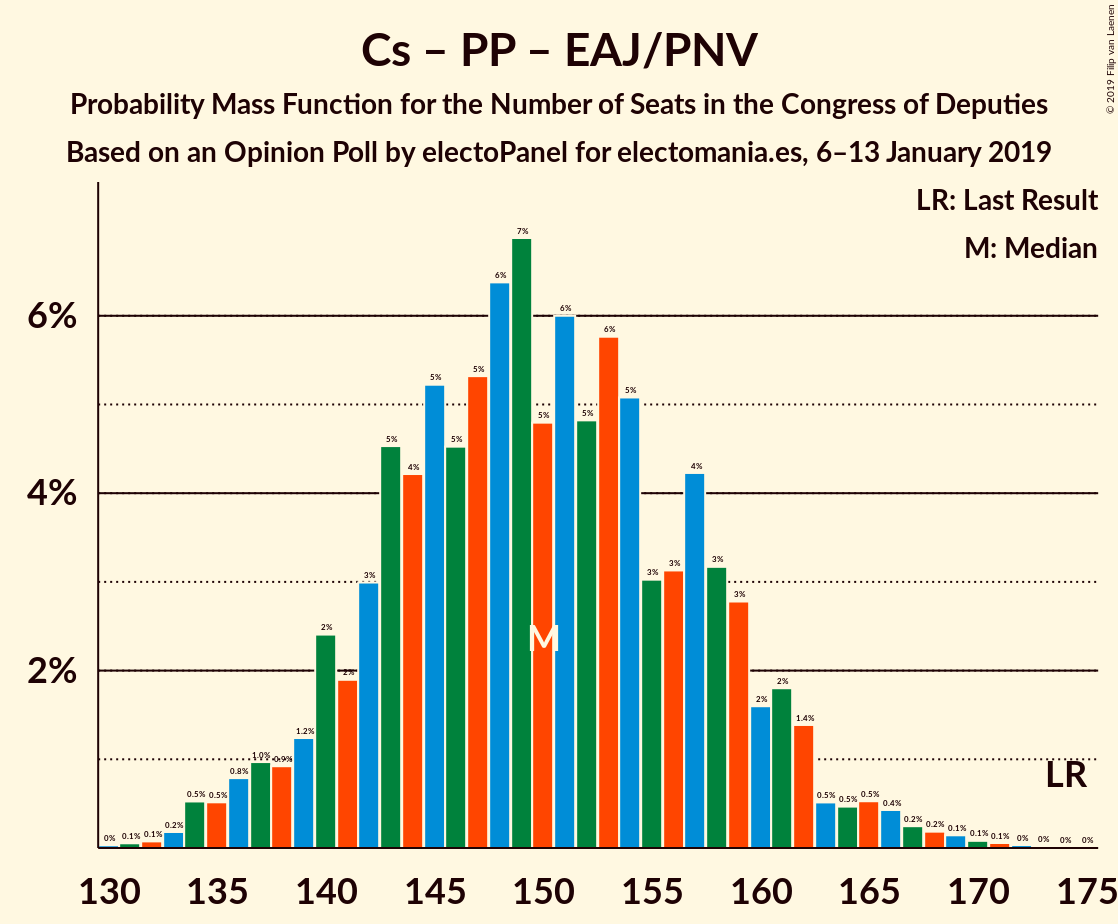 Cs – PP – EAJ/PNV
Probability Mass Function for the Number of Seats in the Congress of Deputies
Based on an Opinion Poll by electoPanel for electomania.es, 6–13 January 2019
© 2019 Filip van Laenen
LR: Last Result
M: Median
6%
4%
2%
0% 0.1% 0.1% 0.2% 0.5% 0.5% 0.8% 1.0% 0.9% 1.2% 2% 2% 3% 5% 4% 5% 5% 5% 6% 7% 5% 6% 5% 6% 5% 3% 3% 4% 3% 3% 2% 2% 1.4% 0.5% 0.5% 0.5% 0.4% 0.2% 0.2% 0.1% 0.1% 0.1% 0% 0% 0% 0%
M
LR
130 135 140 145 150 155 160 165 170 175